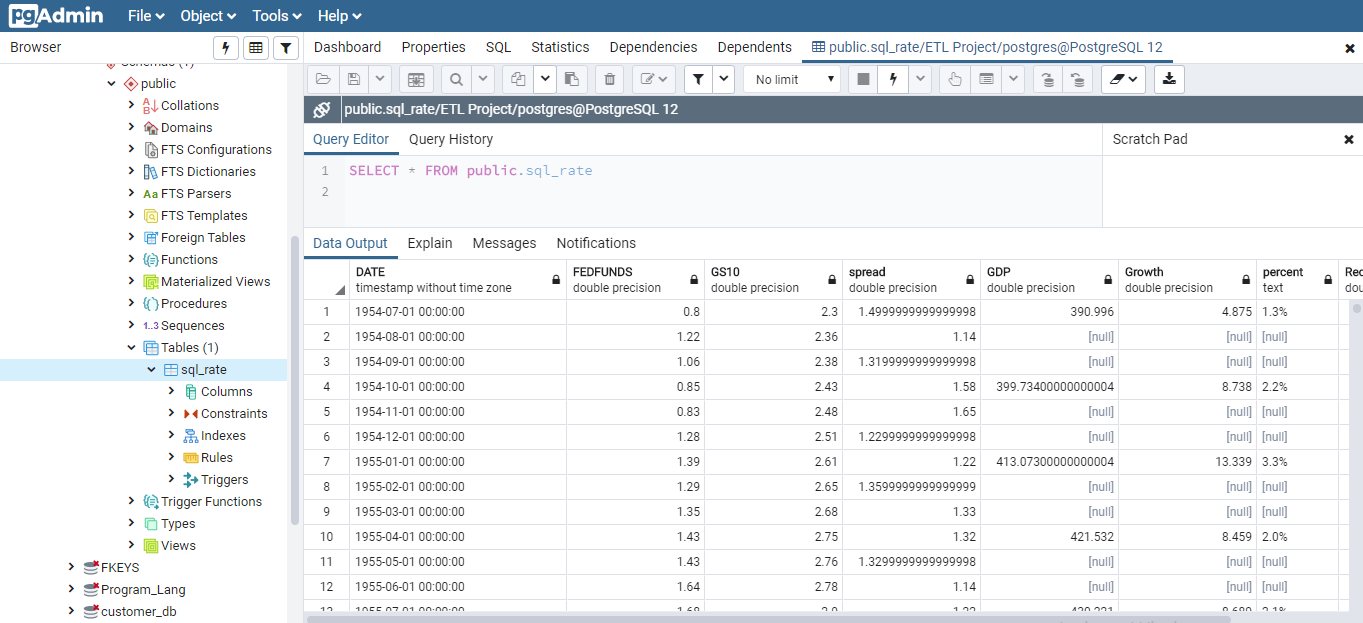 pgAdmin File Object Tools Help
Browser
Dashboard Properties SQL Statistics Dependencies Dependents public.sql_rate/ETL Project/postgres@PostgreSQL 12
Schemas (1)
public
Collations
Domains
FTS Configurations
FTS Dictionaries
Aa FTS Parsers
FTS Templates
Foreign Tables
Functions
Materialized Views
Procedures
1..3 Sequences
Tables (1)
sql_rate
Columns
Constraints
Indexes
Rules
Triggers
Trigger Functions
Types
Views
FKEYS
Program_Lang
customer_db
No limit
public.sql_rate/ETL Project/postgres@PostgreSQL 12
Query Editor Query History
Scratch Pad
1 SELECT * FROM public.sql_rate
2
Data Output Explain Messages Notifications
DATE FEDFUNDS GS10 spread GDP Growth percent Rec
timestamp without time zone double precision double precision double precision double precision double precision text dou
1 1954-07-01 00:00:00 0.8 2.3 1.4999999999999998 390.996 4.875 1.3%
2 1954-08-01 00:00:00 1.22 2.36 1.14 [null] [null] [null]
3 1954-09-01 00:00:00 1.06 2.38 1.3199999999999998 [null] [null] [null]
4 1954-10-01 00:00:00 0.85 2.43 1.58 399.73400000000004 8.738 2.2%
5 1954-11-01 00:00:00 0.83 2.48 1.65 [null] [null] [null]
6 1954-12-01 00:00:00 1.28 2.51 1.2299999999999998 [null] [null] [null]
7 1955-01-01 00:00:00 1.39 2.61 1.22 413.07300000000004 13.339 3.3%
8 1955-02-01 00:00:00 1.29 2.65 1.3599999999999999 [null] [null] [null]
9 1955-03-01 00:00:00 1.35 2.68 1.33 [null] [null] [null]
10 1955-04-01 00:00:00 1.43 2.75 1.32 421.532 8.459 2.0%
11 1955-05-01 00:00:00 1.43 2.76 1.3299999999999998 [null] [null] [null]
12 1955-06-01 00:00:00 1.64 2.78 1.14 [null] [null] [null]